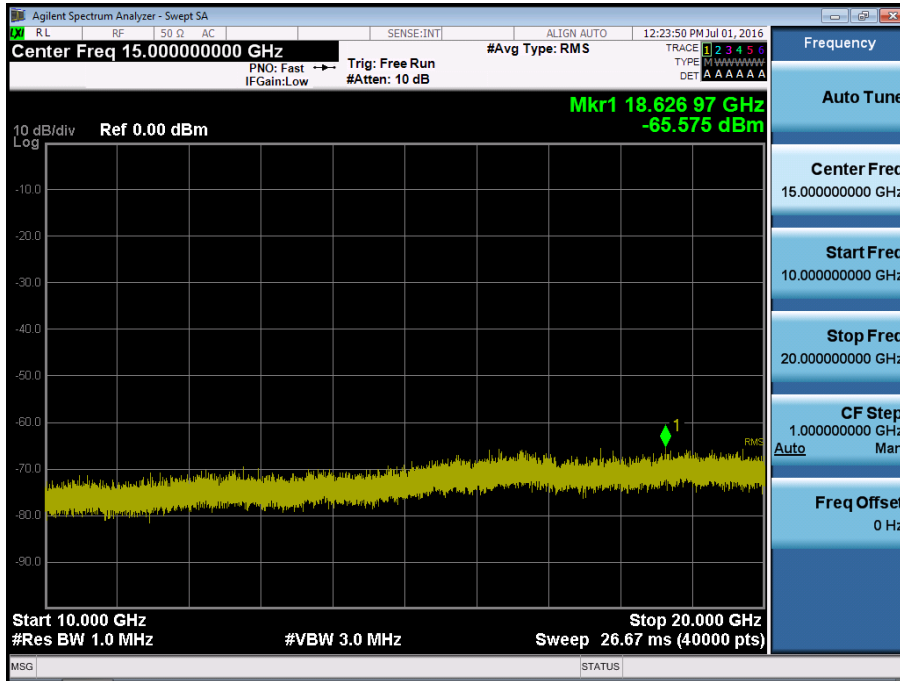 Agilent Spectrum Analyzer - Swept SA
LXI RL RF 50 Ω AC SENSE:INT ALIGN AUTO 12:23:50 PM Jul 01, 2016
Center Freq 15.000000000 GHz
PNO: Fast
IFGain:Low
Trig: Free Run
#Atten: 10 dB
#Avg Type: RMS
TRACE 1 2 3 4 5 6
TYPE M WWWWW
DET A A A A A A
Mkr1 18.626 97 GHz
-65.575 dBm
10 dB/div Ref 0.00 dBm
Log
-10.0
-20.0
-30.0
-40.0
-50.0
-60.0
-70.0
-80.0
-90.0
1
RMS
Start 10.000 GHz Stop 20.000 GHz
#Res BW 1.0 MHz #VBW 3.0 MHz Sweep 26.67 ms (40000 pts)
MSG STATUS
Frequency
Auto Tune
Center Freq
15.000000000 GHz
Start Freq
10.000000000 GHz
Stop Freq
20.000000000 GHz
CF Step
1.000000000 GHz
Auto Man
Freq Offset
0 Hz